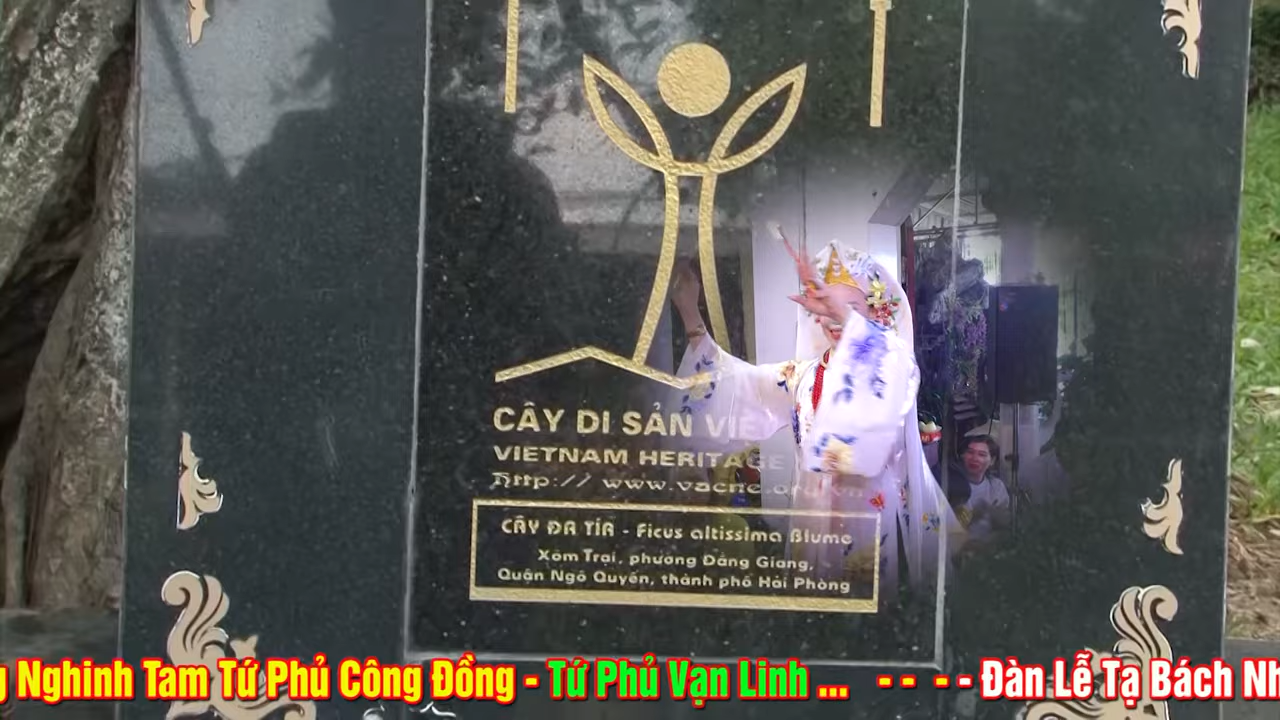 CÂY DI SẢN VIỆ
VIETNAM HERITAGE
http:// www.vacne.org.vn
CÂY ĐA TÍA - Ficus altissima Blume
Xóm Trại, phường Đằng Giang,
Quận Ngô Quyền, thành phố Hải Phòng
g Nghinh Tam Tứ Phủ Công Đồng - Tứ Phủ Vạn Linh ... - - - - Đàn Lễ Tạ Bách Nh